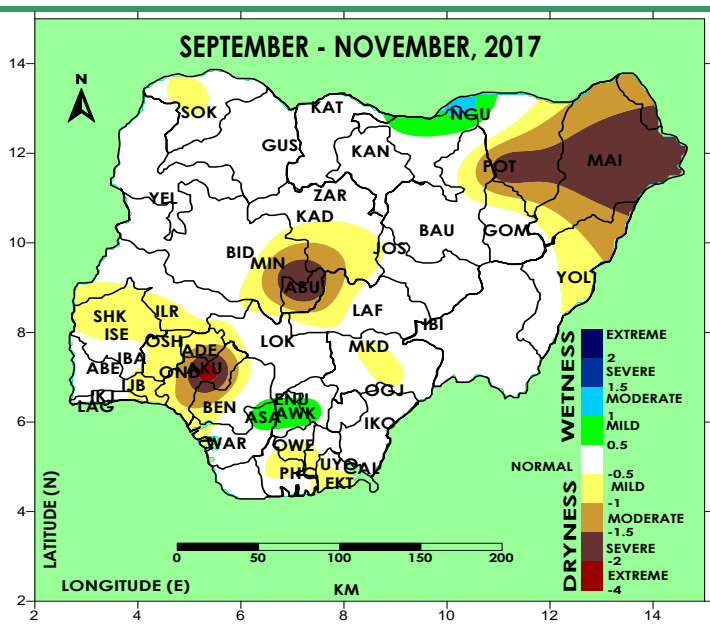 SEPTEMBER - NOVEMBER, 2017
N
14
12
10
8
6
4
2
LATITUDE (N)
SOK
KAT
NGU
GUS
KAN
POT
MAI
YEL
ZAR
KAD
BAU
GOM
BID
MIN
JOS
ABU
YOL
SHK
ILR
LAF
ISE
IBI
OSH
LOK
IBA
ADE
MKD
ABE
OND
AKU
IJB
OGJ
IKJ
LAG
BEN
ENU
ASA
AWK
IKO
WAR
OWE
UYO
CAL
PHC
EKT
WETNESS
EXTREME
2
SEVERE
1.5
MODERATE
1
MILD
0.5
NORMAL
-0.5
DRYNESS
MILD
-1
MODERATE
-1.5
SEVERE
-2
EXTREME
-4
0 50 100 150 200
KM
LONGITUDE (E)
2 4 6 8 10 12 14